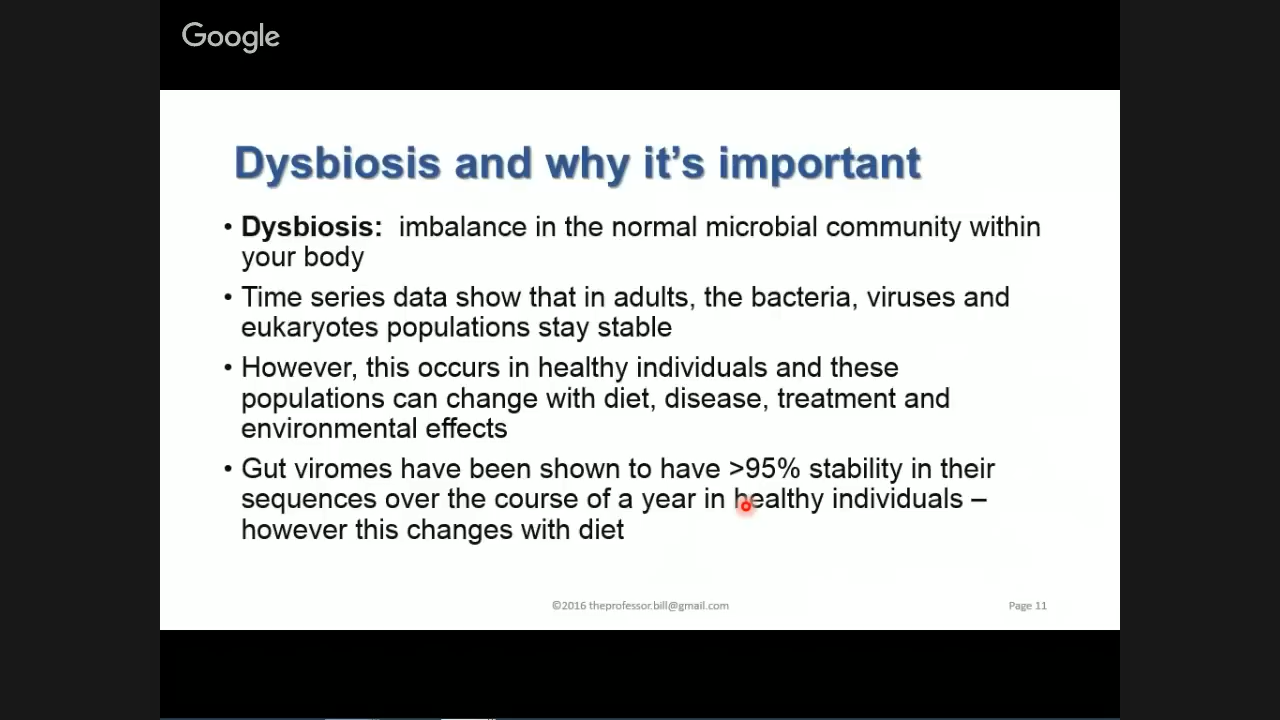 Google
Dysbiosis and why it's important
• Dysbiosis: imbalance in the normal microbial community within
your body
• Time series data show that in adults, the bacteria, viruses and
eukaryotes populations stay stable
• However, this occurs in healthy individuals and these
populations can change with diet, disease, treatment and
environmental effects
• Gut viromes have been shown to have >95% stability in their
sequences over the course of a year in healthy individuals –
however this changes with diet
©2016 theprofessor.bill@gmail.com
Page 11